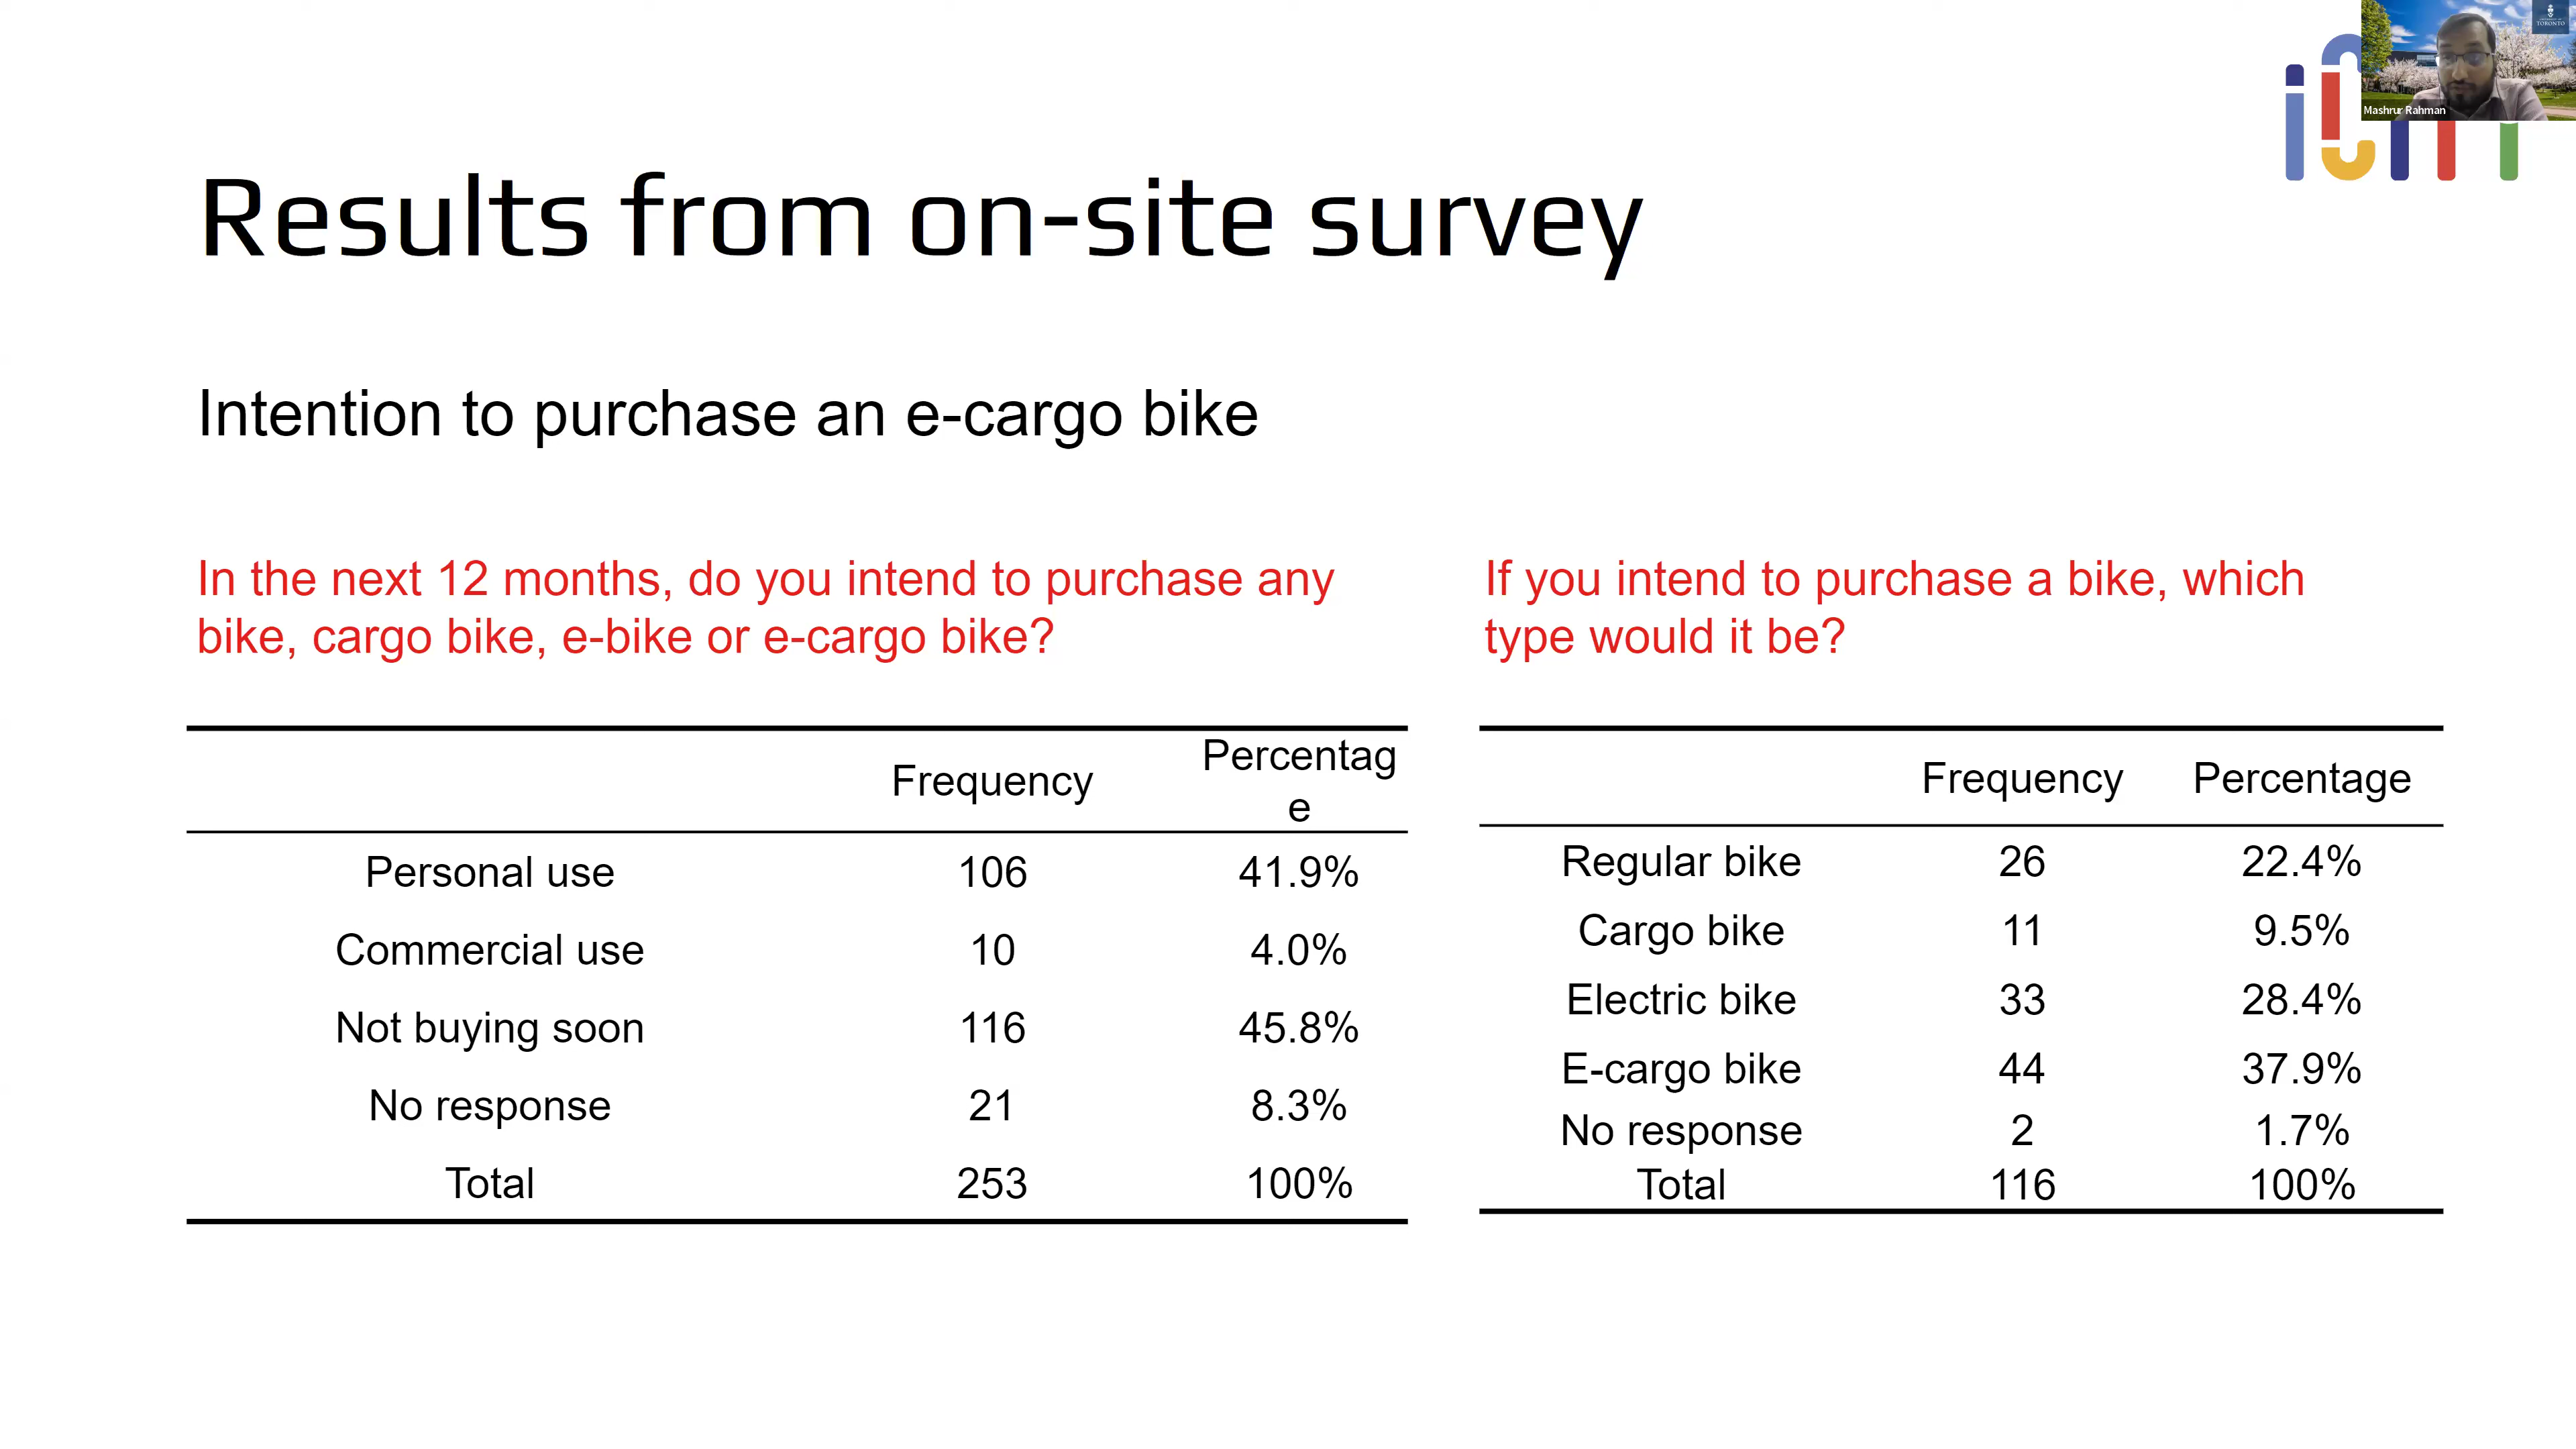 TORONTO
Mashrur Rahman
Results from on-site survey
Intention to purchase an e-cargo bike
In the next 12 months, do you intend to purchase any
bike, cargo bike, e-bike or e-cargo bike?
Frequency Percentag
e
Personal use 106 41.9%
Commercial use 10 4.0%
Not buying soon 116 45.8%
No response 21 8.3%
Total 253 100%
If you intend to purchase a bike, which
type would it be?
Frequency Percentage
Regular bike 26 22.4%
Cargo bike 11 9.5%
Electric bike 33 28.4%
E-cargo bike 44 37.9%
No response 2 1.7%
Total 116 100%